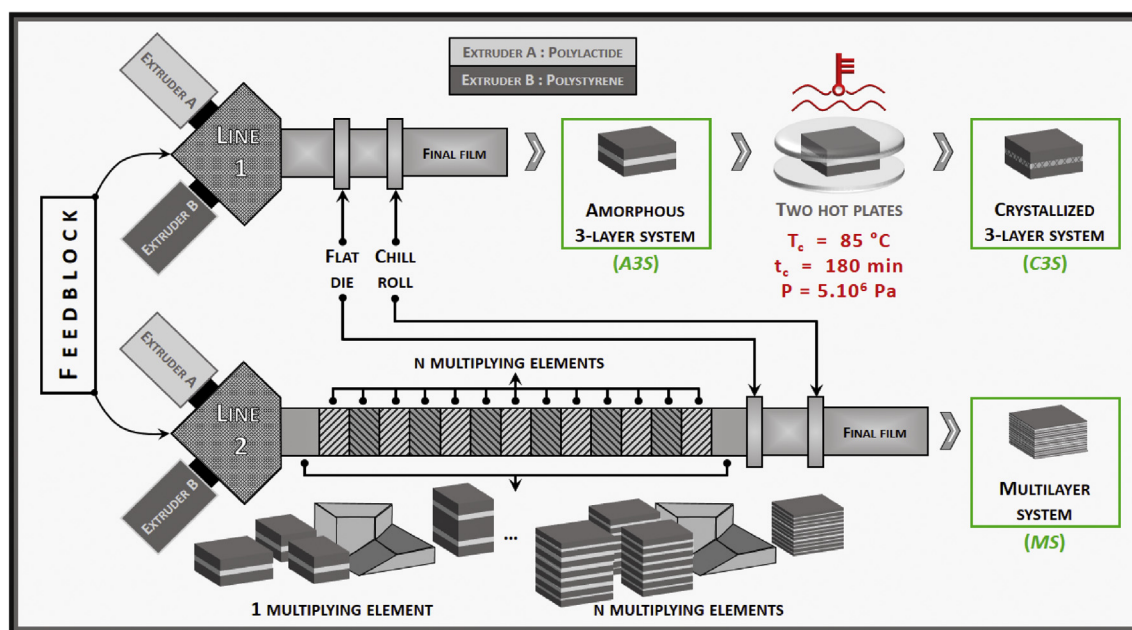 EXTRUDER A : POLYLACTIDE
EXTRUDER B : POLYSTYRENE
EXTRUDER A
LINE
1
EXTRUDER B
FINAL FILM
AMORPHOUS
3-LAYER SYSTEM
(A3S)
TWO HOT PLATES
T_c = 85 °C
t_c = 180 min
P = 5.10⁶ Pa
CRYSTALLIZED
3-LAYER SYSTEM
(C3S)
FLAT
DIE
CHILL
ROLL
FEEDBLOCK
N MULTIPLYING ELEMENTS
EXTRUDER A
LINE
2
EXTRUDER B
FINAL FILM
MULTILAYER
SYSTEM
(MS)
...
1 MULTIPLYING ELEMENT
N MULTIPLYING ELEMENTS